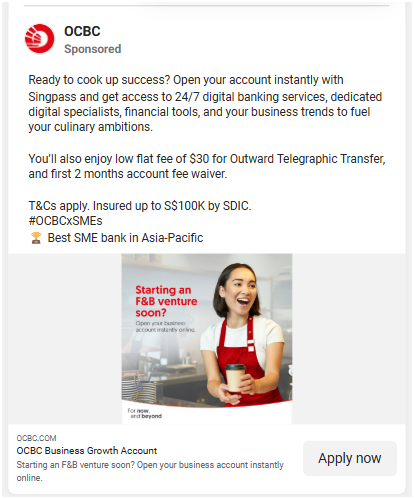 OCBC
Sponsored
Ready to cook up success? Open your account instantly with
Singpass and get access to 24/7 digital banking services, dedicated
digital specialists, financial tools, and your business trends to fuel
your culinary ambitions.
You'll also enjoy low flat fee of $30 for Outward Telegraphic Transfer,
and first 2 months account fee waiver.
T&Cs apply. Insured up to S$100K by SDIC.
#OCBCxSMEs
🏆 Best SME bank in Asia-Pacific
Starting an
F&B venture
soon?
Open your business
account instantly online.
For now,
and beyond
OCBC.COM
OCBC Business Growth Account
Starting an F&B venture soon? Open your business account instantly
online.
Apply now